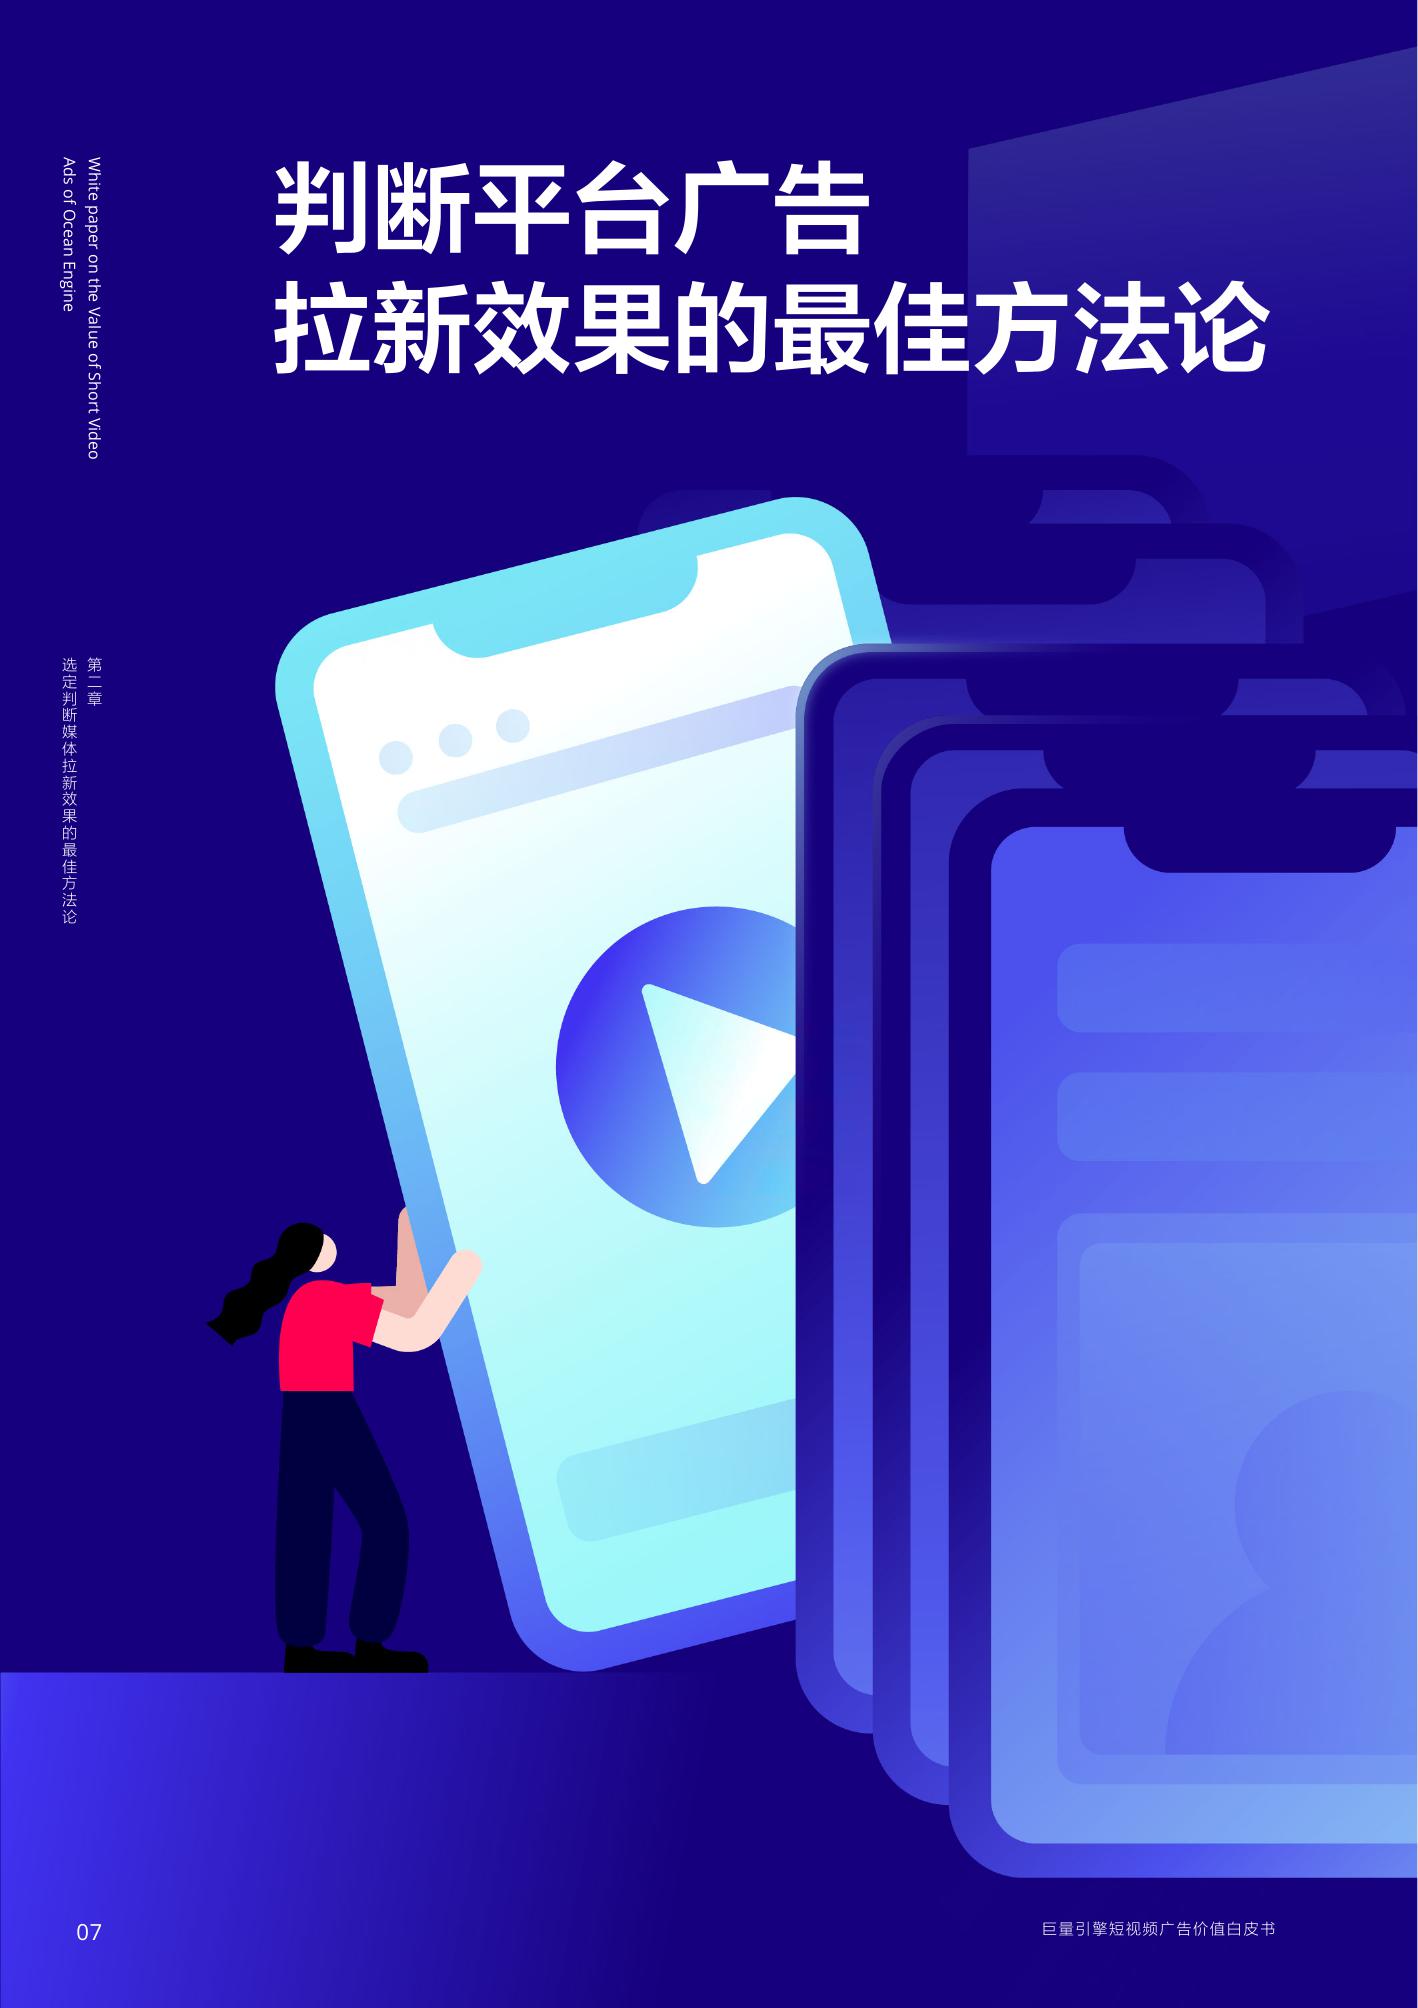 White paper on the Value of Short Video
Ads of Ocean Engine
判断平台广告
拉新效果的最佳方法论
第二章
选定判断媒体拉新效果的最佳方法论
07
巨量引擎短视频广告价值白皮书